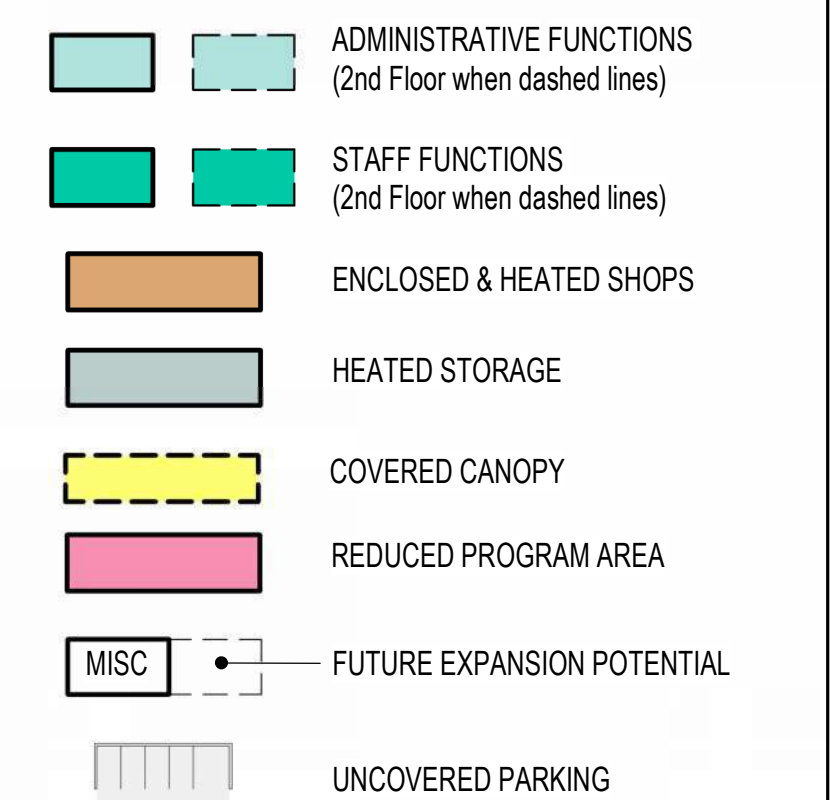 ADMINISTRATIVE FUNCTIONS
(2nd Floor when dashed lines)
STAFF FUNCTIONS
(2nd Floor when dashed lines)
ENCLOSED & HEATED SHOPS
HEATED STORAGE
COVERED CANOPY
REDUCED PROGRAM AREA
MISC FUTURE EXPANSION POTENTIAL
UNCOVERED PARKING